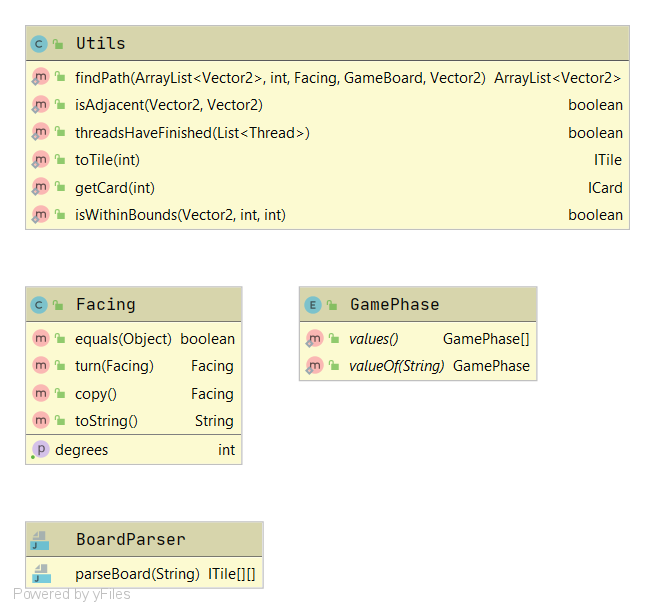 Utils
findPath(ArrayList<Vector2>, int, Facing, GameBoard, Vector2) ArrayList<Vector2>
isAdjacent(Vector2, Vector2) boolean
threadsHaveFinished(List<Thread>) boolean
toTile(int) ITile
getCard(int) ICard
isWithinBounds(Vector2, int, int) boolean
Facing
equals(Object) boolean
turn(Facing) Facing
copy() Facing
toString() String
degrees int
GamePhase
values() GamePhase[]
valueOf(String) GamePhase
BoardParser
parseBoard(String) ITile[][]
Powered by yFiles